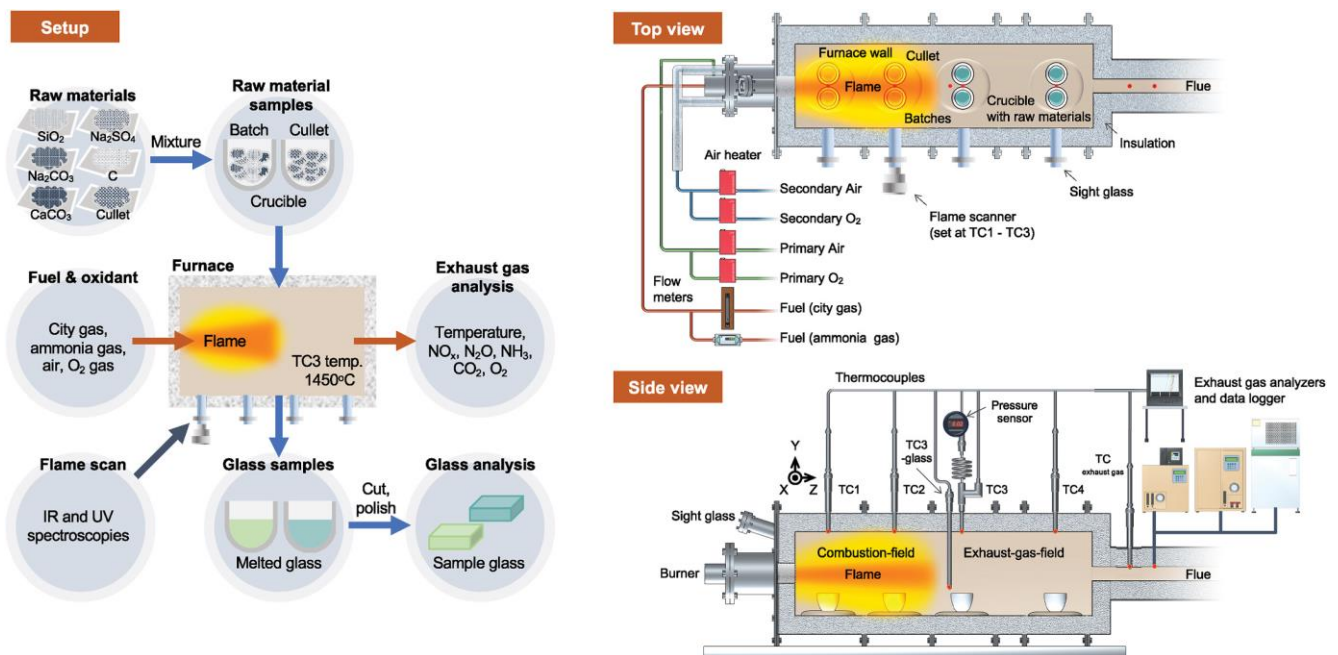 Setup
Raw materials
SiO₂
Na₂SO₄
Na₂CO₃
C
CaCO₃
Cullet
Mixture
Raw material
samples
Batch
Cullet
Crucible
Fuel & oxidant
City gas,
ammonia gas,
air, O₂ gas
Furnace
Flame
TC3 temp.
1450ºC
Exhaust gas
analysis
Temperature,
NOₓ, N₂O, NH₃,
CO₂, O₂
Flame scan
IR and UV
spectroscopies
Glass samples
Melted glass
Cut,
polish
Glass analysis
Sample glass
Top view
Furnace wall
Cullet
Flame
Batches
Crucible
with raw materials
Flue
Insulation
Sight glass
Flame scanner
(set at TC1 - TC3)
Air heater
Secondary Air
Secondary O₂
Primary Air
Primary O₂
Flow
meters
Fuel (city gas)
Fuel (ammonia gas)
Side view
Thermocouples
Exhaust gas analyzers
and data logger
Pressure
sensor
Y
X
Z
TC1
TC2
TC3
-glass
TC3
TC4
TC
exhaust gas
Sight glass
Burner
Combustion-field
Flame
Exhaust-gas-field
Flue